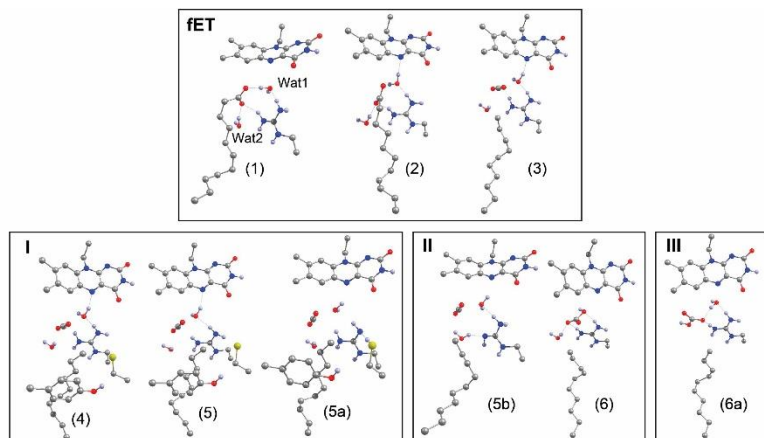 fET
Wat1
Wat2
(1)
(2)
(3)
I
(4)
(5)
(5a)
II
(5b)
(6)
III
(6a)